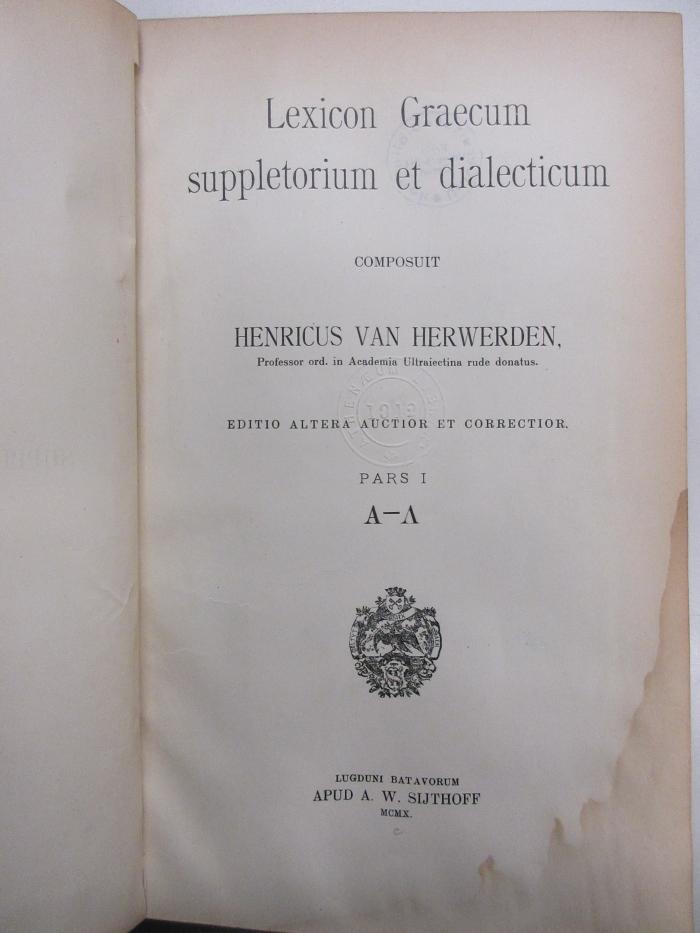 Lexicon Graecum
suppletorium et dialecticum
COMPOSUIT
HENRICUS VAN HERWERDEN,
Professor ord. in Academia Ultraiectina rude donatus.
EDITIO ALTERA AUCTIOR ET CORRECTIOR.
1912
PARS I
Α—Λ
LUGDUNI BATAVORUM
APUD A. W. SIJTHOFF
MCMX.